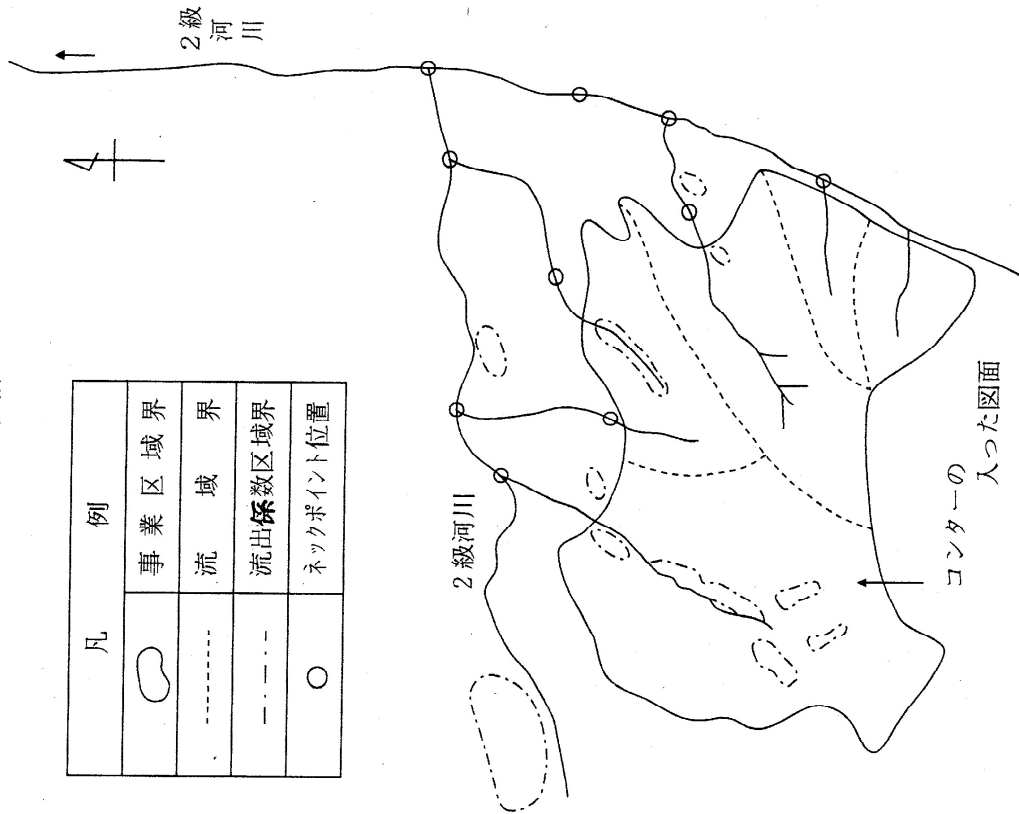 凡例
事業区域界
流域界
流出係数区域界
ネックポイント位置
2級河川
2級河川
コンターの
入った図面